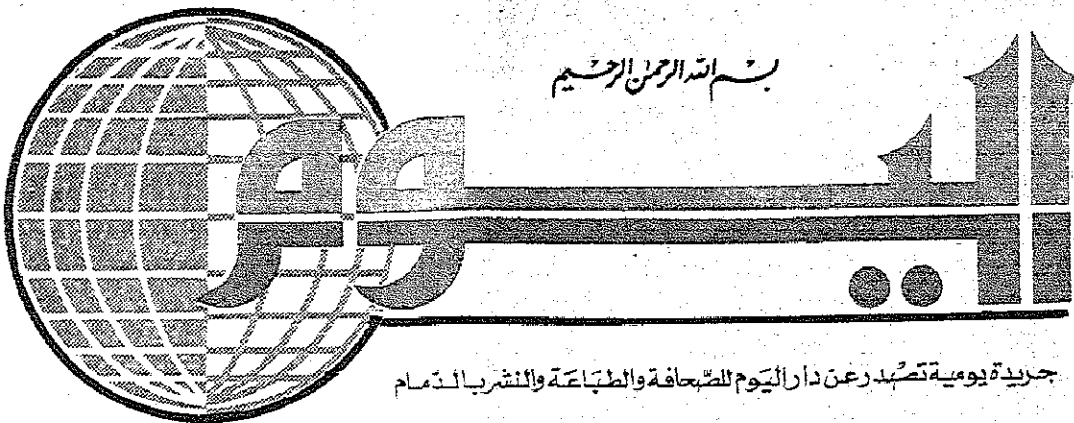 بسم الله الرحمن الرحيم
اليوم
جريدة يومية تصدر عن دار اليوم للصحافة والطباعة والنشر بالدمام